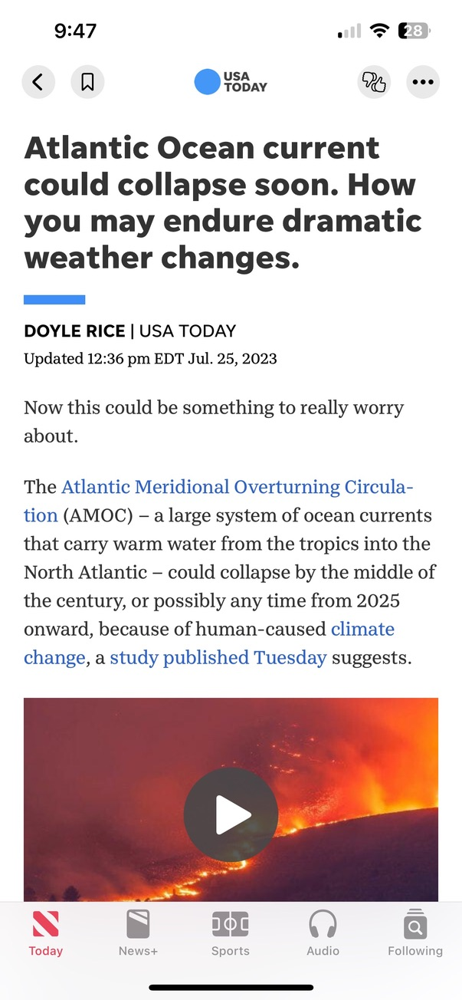 9:47
28
USA
TODAY
Atlantic Ocean current
could collapse soon. How
you may endure dramatic
weather changes.
DOYLE RICE | USA TODAY
Updated 12:36 pm EDT Jul. 25, 2023
Now this could be something to really worry
about.
The Atlantic Meridional Overturning Circula-
tion (AMOC) – a large system of ocean currents
that carry warm water from the tropics into the
North Atlantic – could collapse by the middle of
the century, or possibly any time from 2025
onward, because of human-caused climate
change, a study published Tuesday suggests.
Today
News+
Sports
Audio
Following